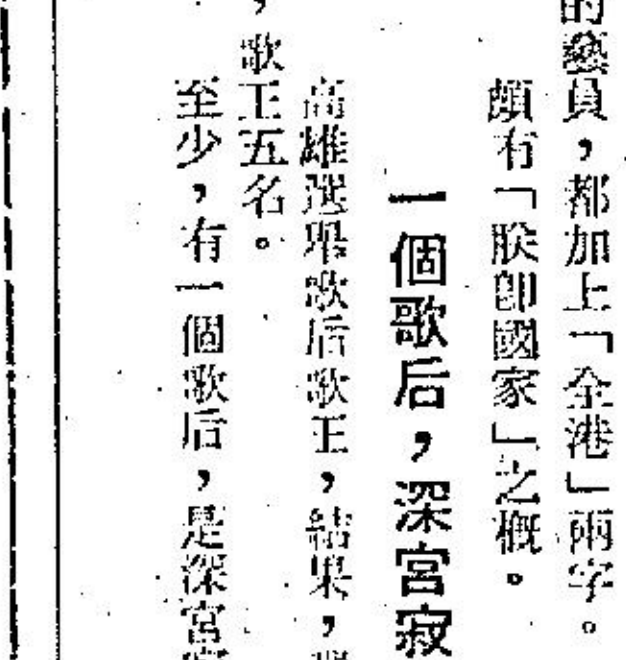 的藝員，都加上「全港」兩字。
頗有「朕卽國家」之槪。
一個歌后，深宮寂
高雄選舉歌后歌王，結果，
，歌王五名。
至少，有一個歌后，是深宮